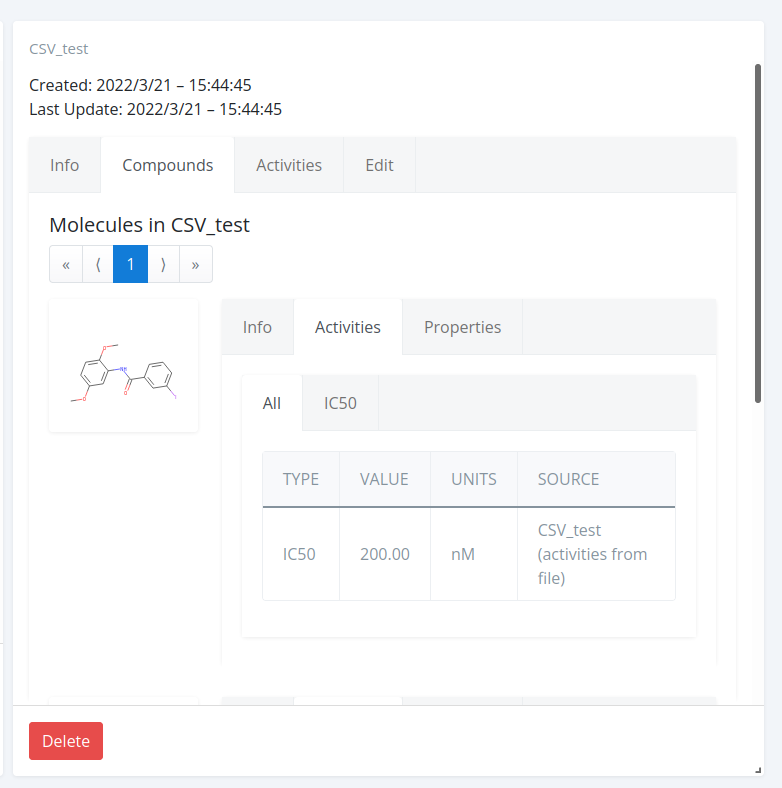 CSV_test
Created: 2022/3/21 – 15:44:45
Last Update: 2022/3/21 – 15:44:45
Info Compounds Activities Edit
Molecules in CSV_test
« ⟨ 1 ⟩ »
Info Activities Properties
All IC50
TYPE VALUE UNITS SOURCE
IC50 200.00 nM CSV_test
(activities from
file)
O
NH
O
O
I
Delete